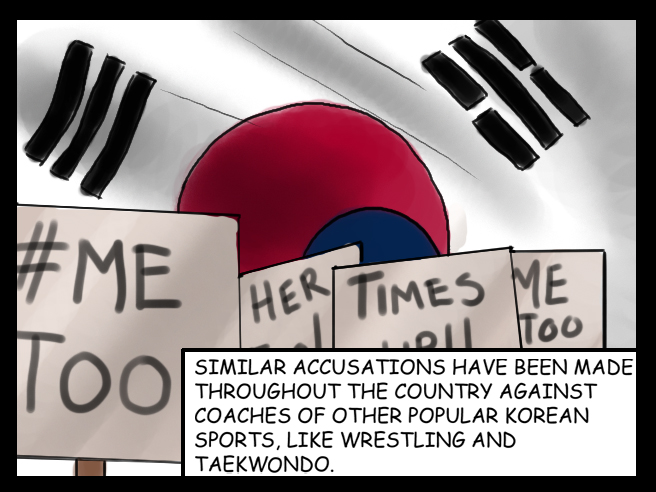 #ME
TOO
HER
TIMES
ME
TOO
SIMILAR ACCUSATIONS HAVE BEEN MADE
THROUGHOUT THE COUNTRY AGAINST
COACHES OF OTHER POPULAR KOREAN
SPORTS, LIKE WRESTLING AND
TAEKWONDO.